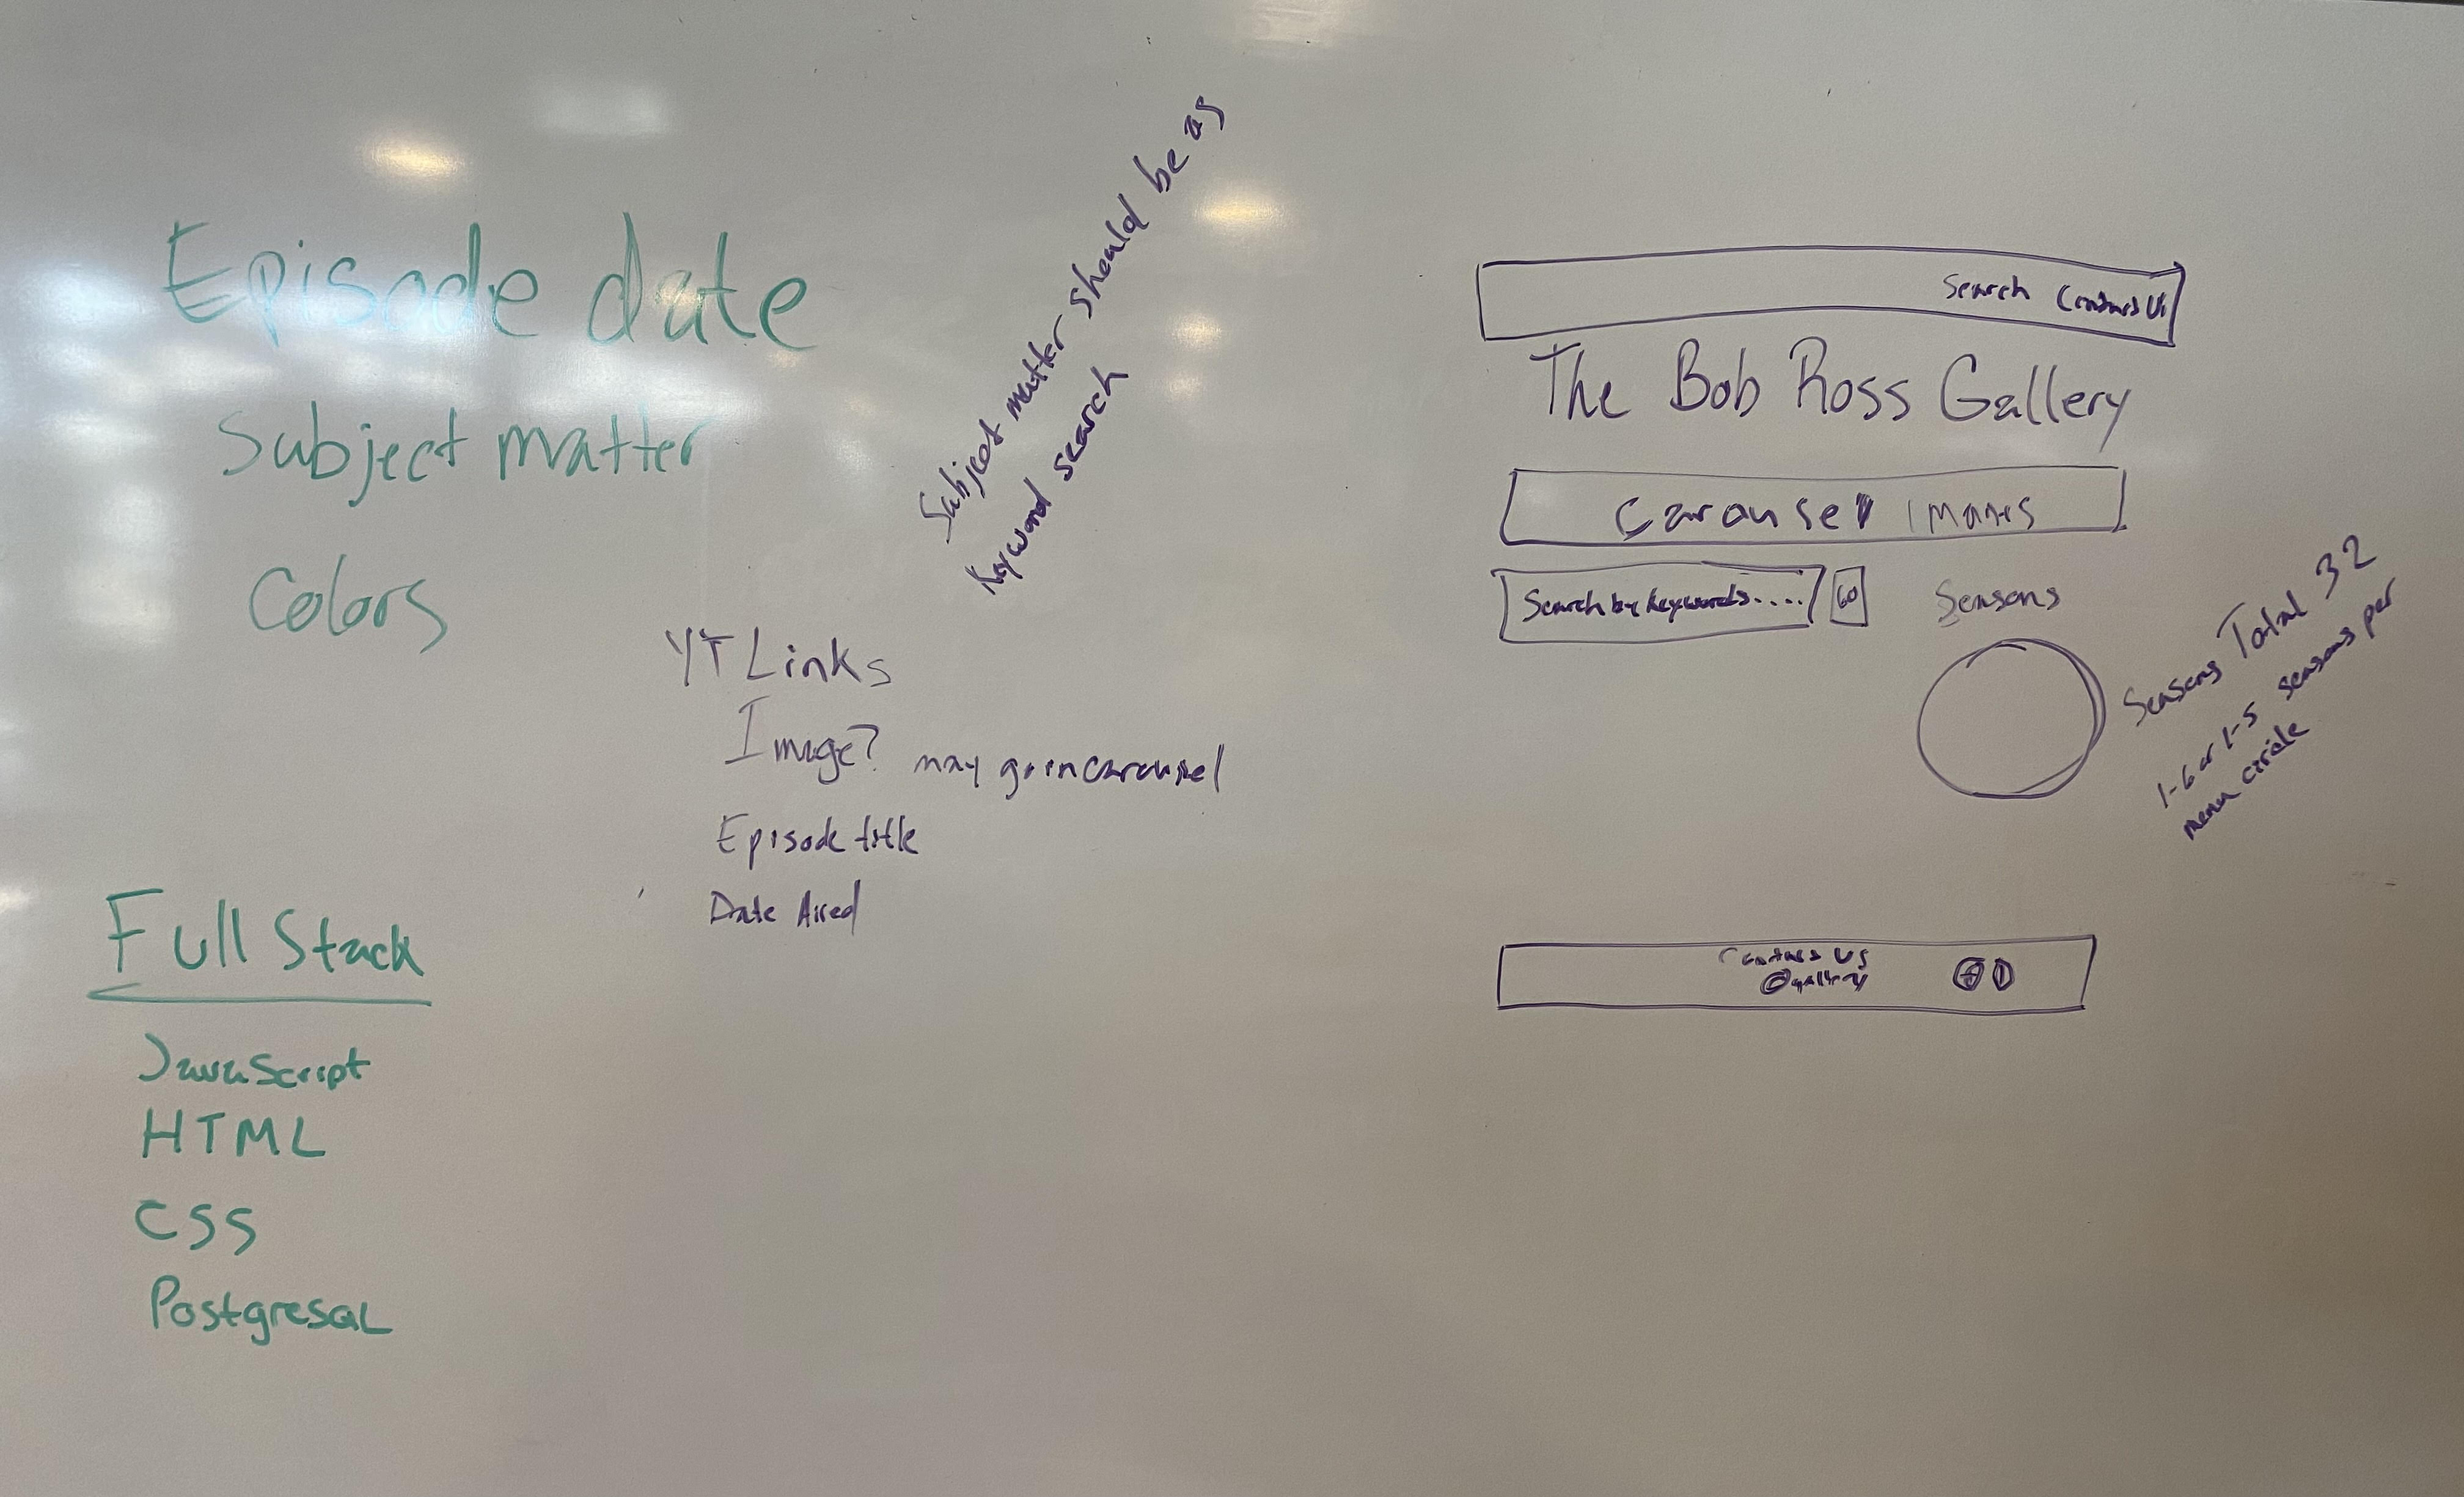 Episode date
Subject matter
Colors
Subject matter should be as
Keyword search
YT Links
Image? may go in carousel
Episode title
Date Aired
Full Stack
JavaScript
HTML
CSS
PostgresQL
Search Contact Us
The Bob Ross Gallery
Carousel Images
Search by keywords.....
GO
Seasons
Seasons Total 32
1-6 or 1-5 seasons per
menu circle
Contact Us
@gallery